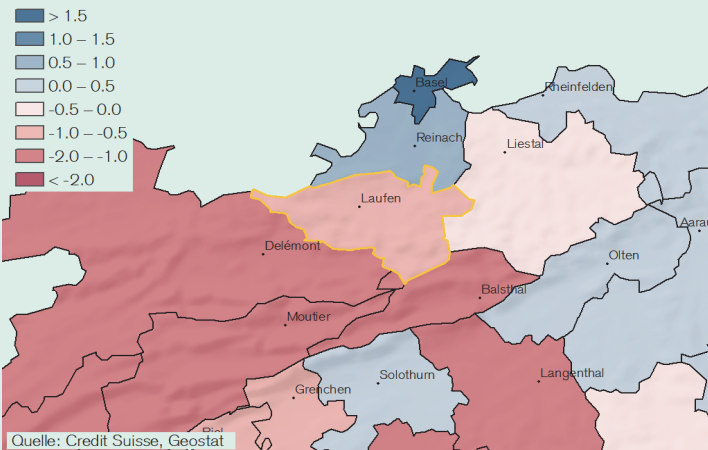 > 1.5
1.0 – 1.5
0.5 – 1.0
0.0 – 0.5
-0.5 – 0.0
-1.0 – -0.5
-2.0 – -1.0
< -2.0
Basel
Rheinfelden
Reinach
Liestal
Laufen
Aarau
Delémont
Olten
Balsthal
Moutier
Solothurn
Langenthal
Grenchen
Biel
Quelle: Credit Suisse, Geostat